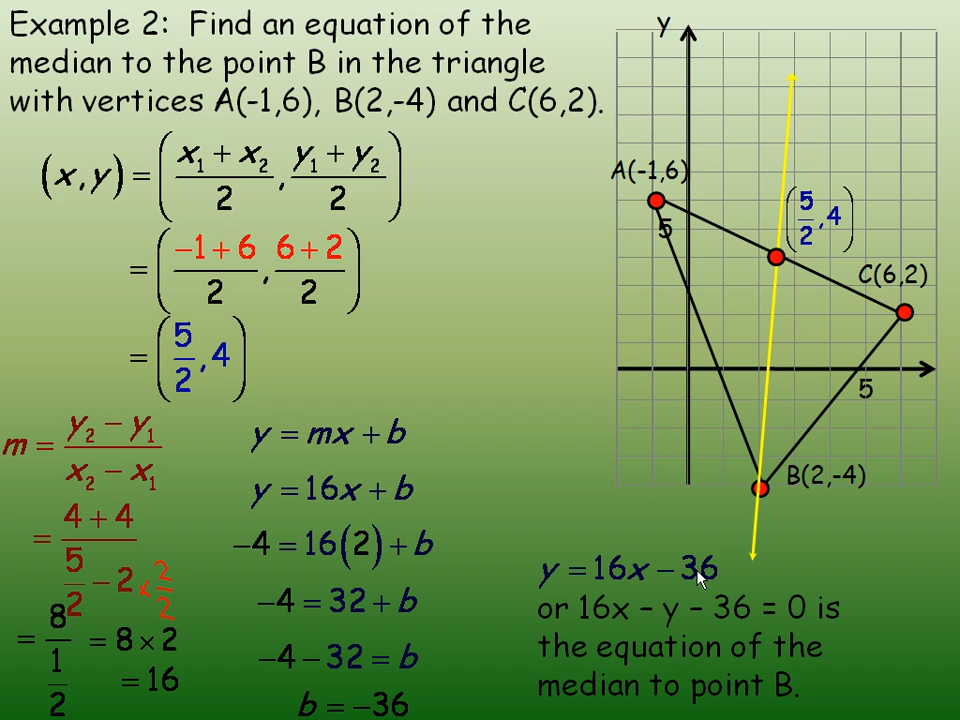 Example 2: Find an equation of the
median to the point B in the triangle
with vertices A(-1,6), B(2,-4) and C(6,2).
(x,y) = ((x₁ + x₂)/2, (y₁ + y₂)/2)
= ((−1 + 6)/2, (6 + 2)/2)
= (5/2, 4)
m = (y₂ − y₁)/(x₂ − x₁)
= (4 + 4)/(5/2 − 2 × 2/2)
= 8/(1/2) = 8 × 2
= 16
y = mx + b
y = 16x + b
−4 = 16(2) + b
−4 = 32 + b
−4 − 32 = b
b = −36
y = 16x − 36
or 16x – y – 36 = 0 is
the equation of the
median to point B.
Y
A(-1,6)
5
(5/2, 4)
C(6,2)
5
B(2,-4)